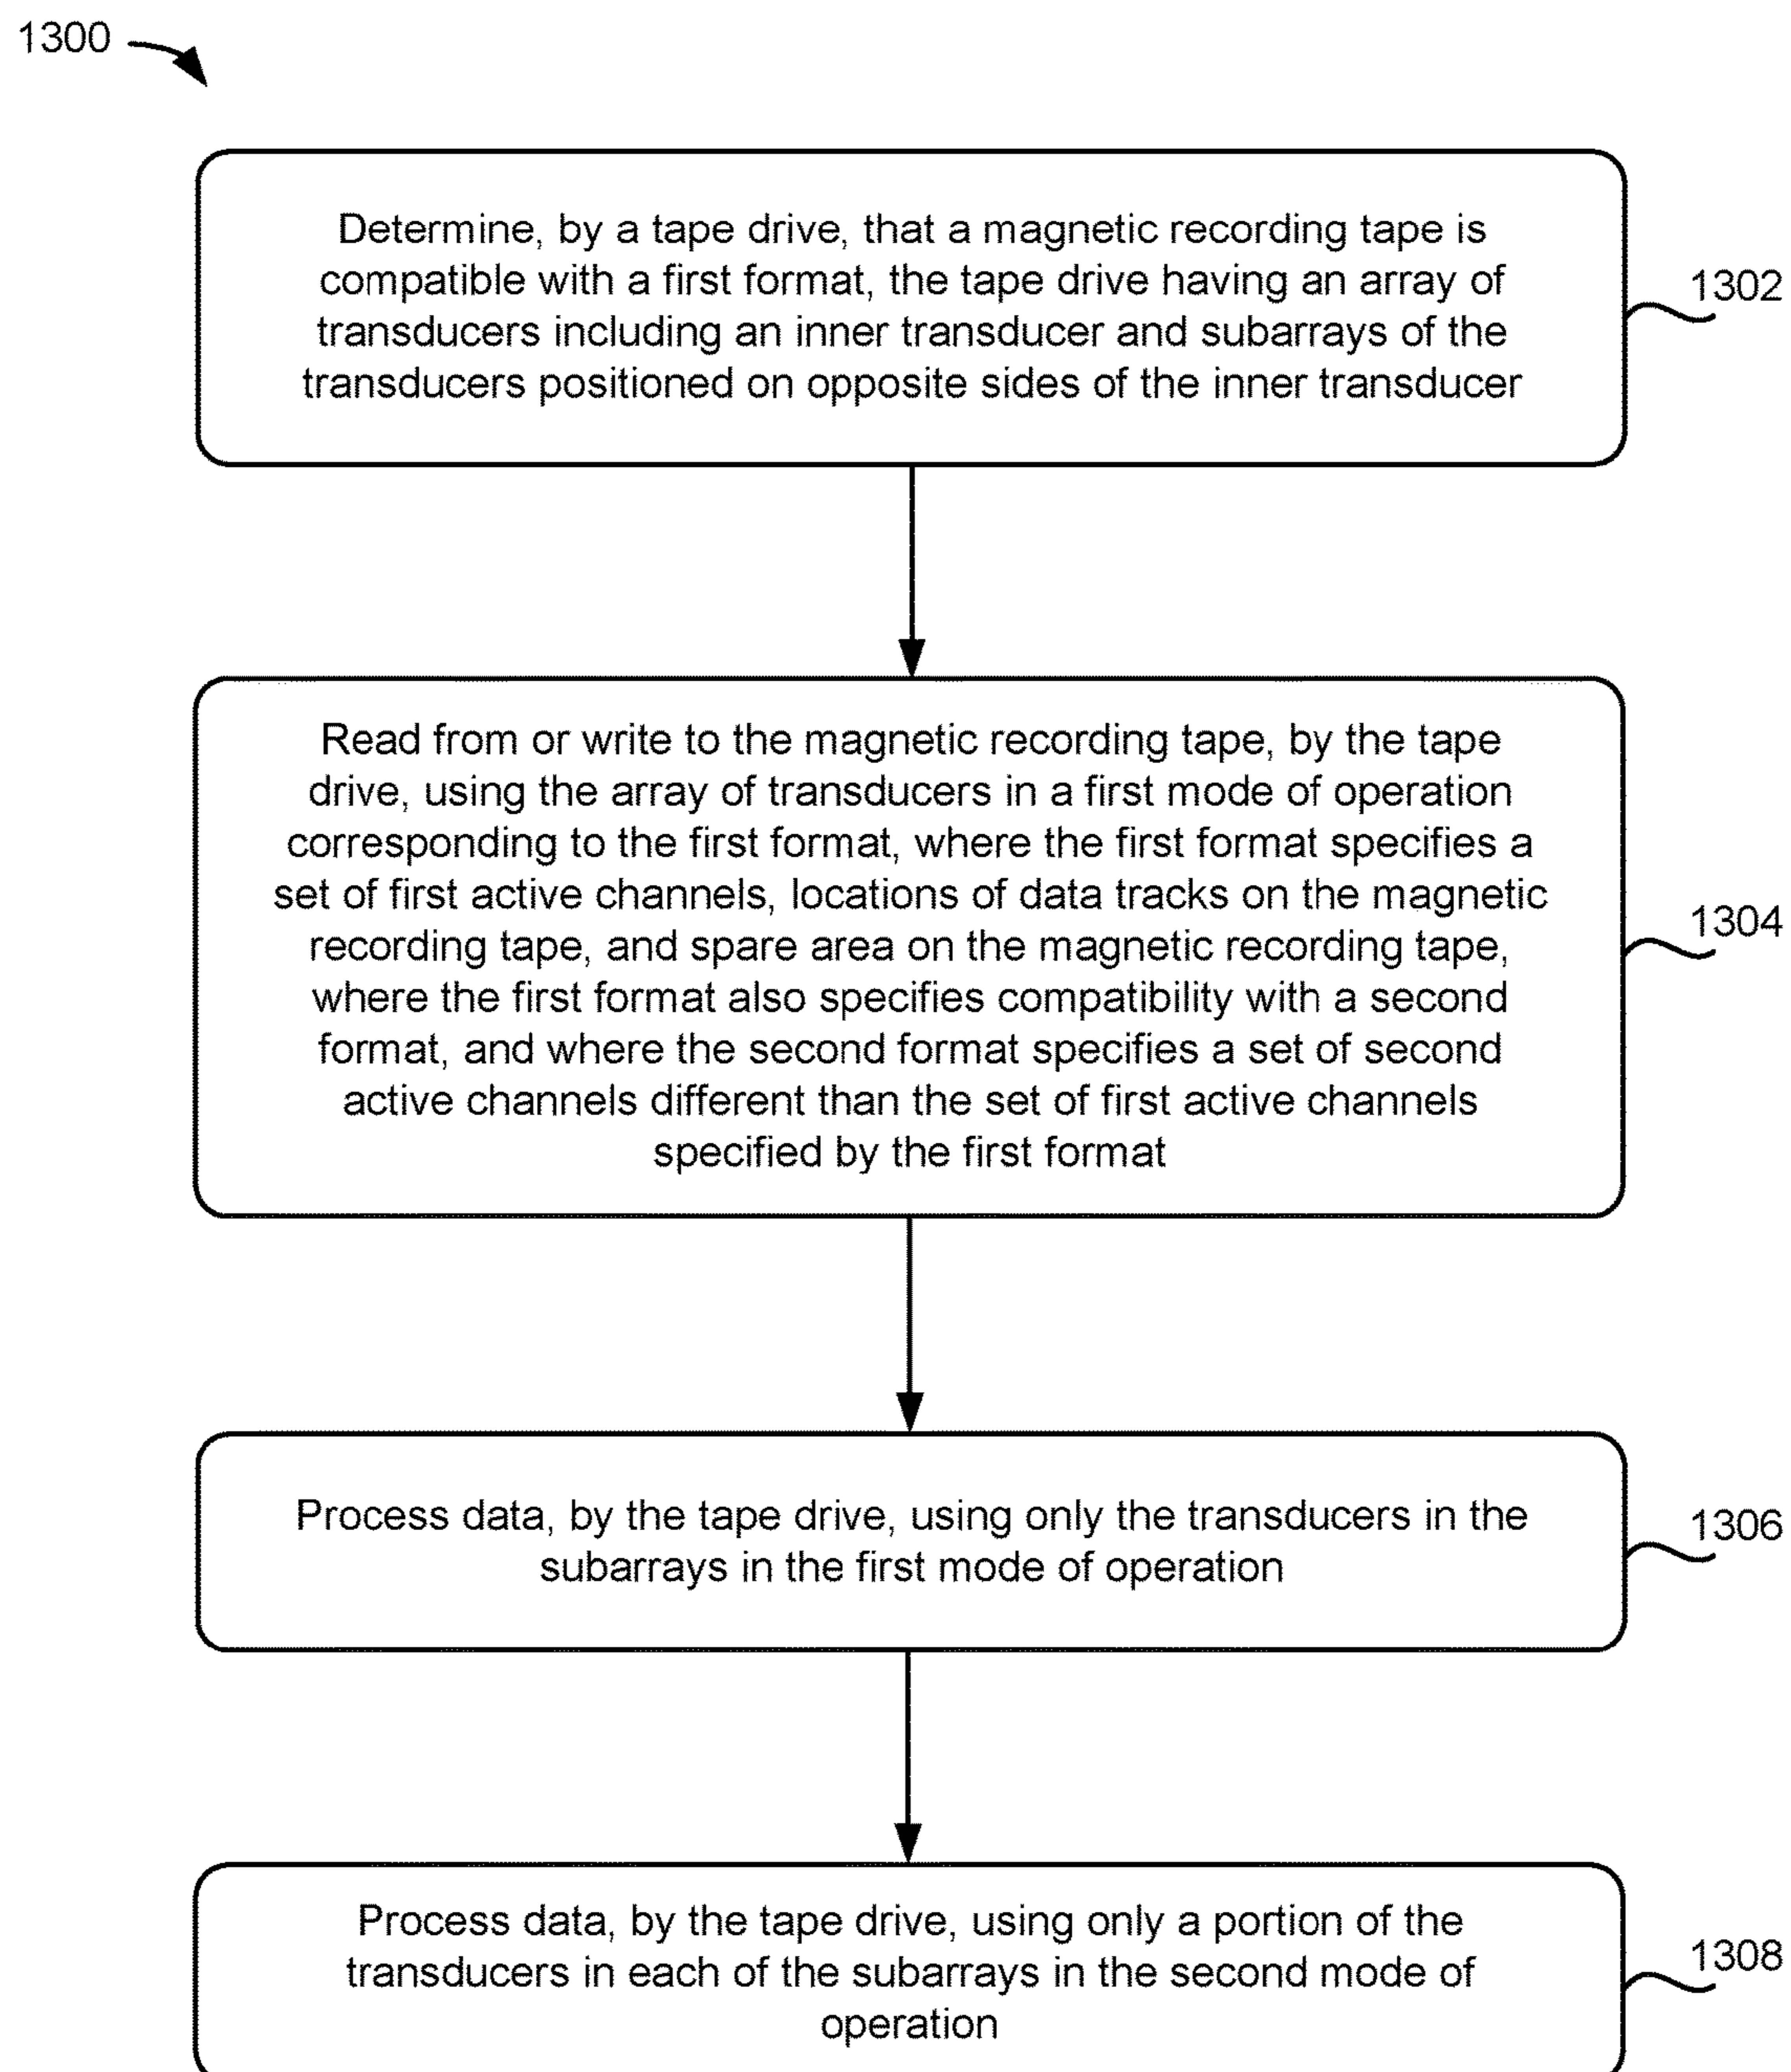 1300
Determine, by a tape drive, that a magnetic recording tape is
compatible with a first format, the tape drive having an array of
transducers including an inner transducer and subarrays of the
transducers positioned on opposite sides of the inner transducer
1302
Read from or write to the magnetic recording tape, by the tape
drive, using the array of transducers in a first mode of operation
corresponding to the first format, where the first format specifies a
set of first active channels, locations of data tracks on the magnetic
recording tape, and spare area on the magnetic recording tape,
where the first format also specifies compatibility with a second
format, and where the second format specifies a set of second
active channels different than the set of first active channels
specified by the first format
1304
Process data, by the tape drive, using only the transducers in the
subarrays in the first mode of operation
1306
Process data, by the tape drive, using only a portion of the
transducers in each of the subarrays in the second mode of
operation
1308